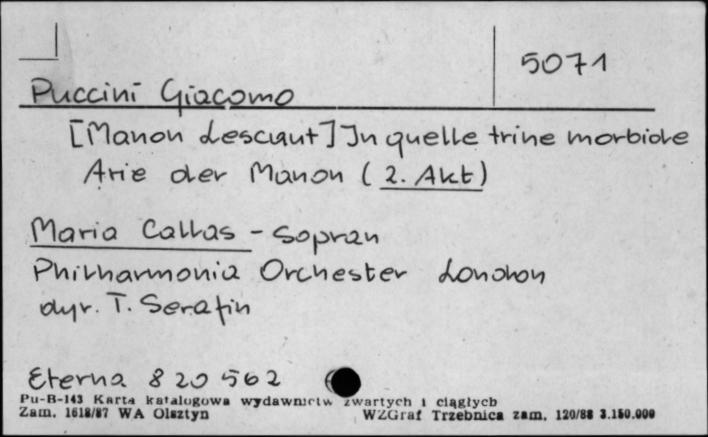 5071
Puccini Giacomo
[Manon Lescaut] In quelle trine morbide
Arie der Manon (2. Akt)
Maria Callas - Sopran
Philharmonia Orchester London
dyr. T. Serafin
Eterna 8 20 562
Pu-B-143 Karta katalogowa wydawnictw zwartych i ciągłych
Zam. 1618/87 WA Olsztyn WZGraf Trzebnica zam. 120/88 3.150.000